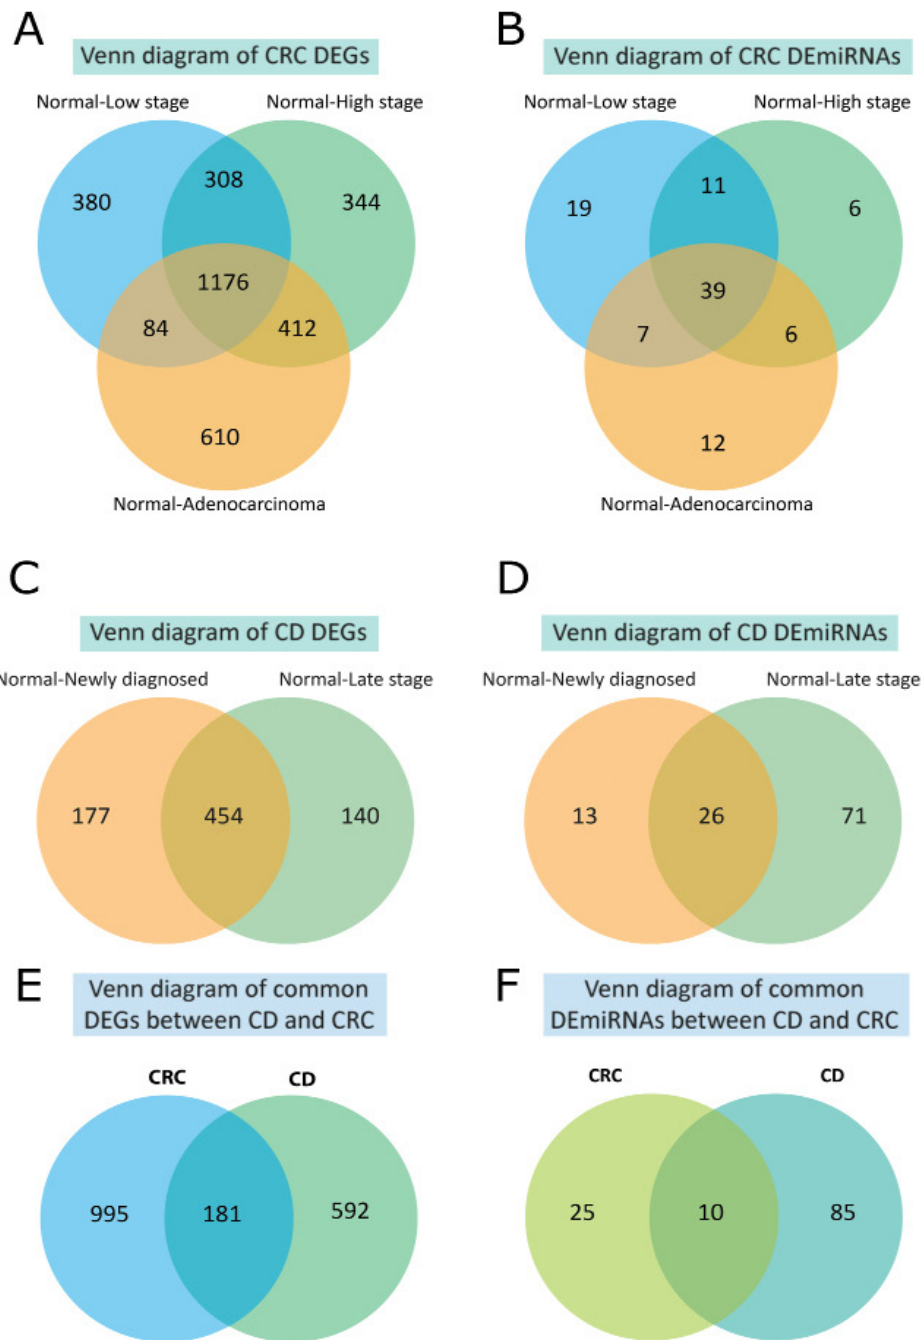 A
B
Venn diagram of CRC DEGs
Venn diagram of CRC DEmiRNAs
Normal-Low stage
Normal-High stage
Normal-Low stage
Normal-High stage
380
308
344
19
11
6
1176
39
84
412
7
6
610
12
Normal-Adenocarcinoma
Normal-Adenocarcinoma
C
D
Venn diagram of CD DEGs
Venn diagram of CD DEmiRNAs
Normal-Newly diagnosed
Normal-Late stage
Normal-Newly diagnosed
Normal-Late stage
177
454
140
13
26
71
E
F
Venn diagram of common
DEGs between CD and CRC
Venn diagram of common
DEmiRNAs between CD and CRC
CRC
CD
CRC
CD
995
181
592
25
10
85